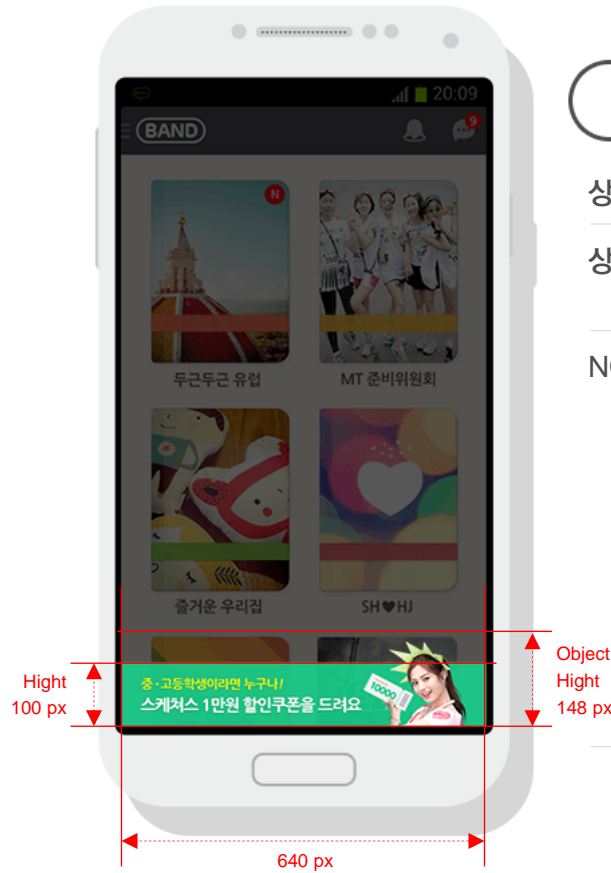 20:09
BAND
9
N
두근두근 유럽
MT 준비위원회
즐거운 우리집
SH♥HJ
중·고등학생이라면 누구나!
스케쳐스 1만원 할인쿠폰을 드려요
10000
Hight
100 px
Object
Hight
148 px
640 px
상
상